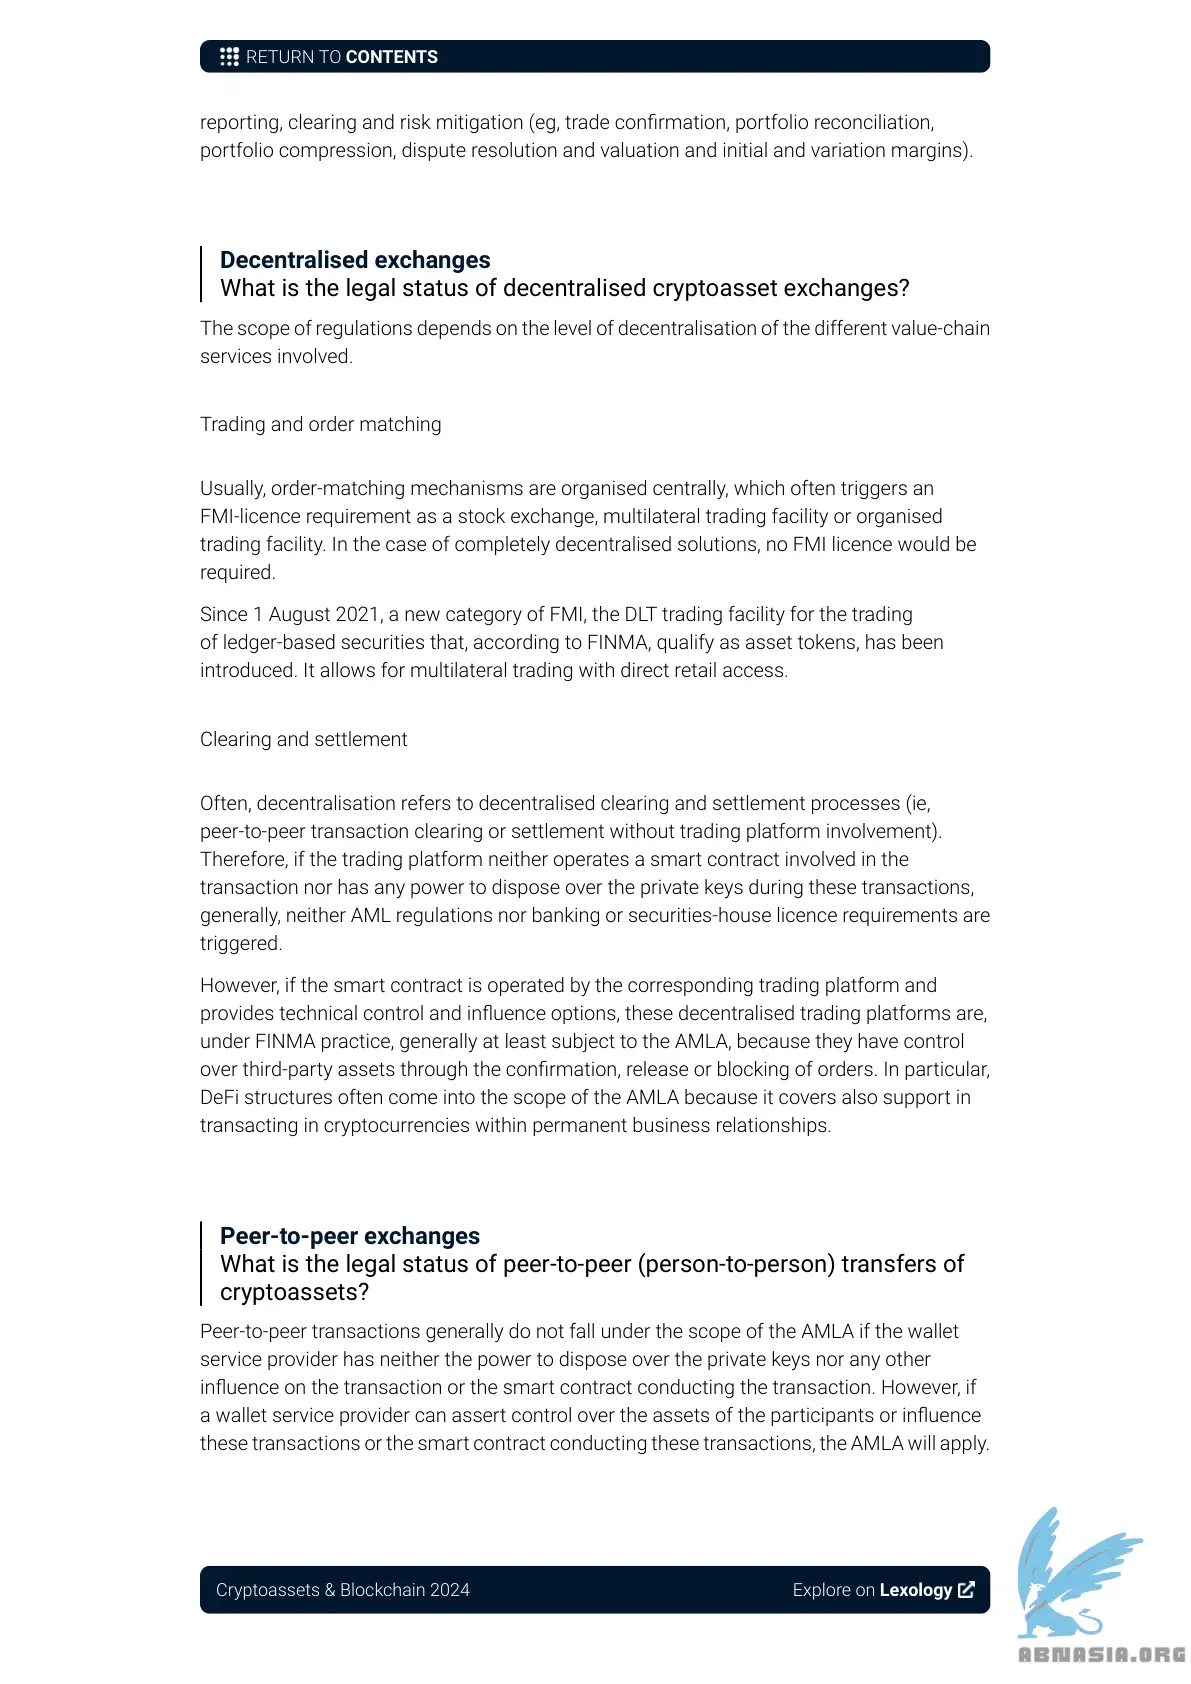 RETURN TO CONTENTS
reporting, clearing and risk mitigation (eg, trade confirmation, portfolio reconciliation,
portfolio compression, dispute resolution and valuation and initial and variation margins).
Decentralised exchanges
What is the legal status of decentralised cryptoasset exchanges?
The scope of regulations depends on the level of decentralisation of the different value-chain
services involved.
Trading and order matching
Usually, order-matching mechanisms are organised centrally, which often triggers an
FMI-licence requirement as a stock exchange, multilateral trading facility or organised
trading facility. In the case of completely decentralised solutions, no FMI licence would be
required.
Since 1 August 2021, a new category of FMI, the DLT trading facility for the trading
of ledger-based securities that, according to FINMA, qualify as asset tokens, has been
introduced. It allows for multilateral trading with direct retail access.
Clearing and settlement
Often, decentralisation refers to decentralised clearing and settlement processes (ie,
peer-to-peer transaction clearing or settlement without trading platform involvement).
Therefore, if the trading platform neither operates a smart contract involved in the
transaction nor has any power to dispose over the private keys during these transactions,
generally, neither AML regulations nor banking or securities-house licence requirements are
triggered.
However, if the smart contract is operated by the corresponding trading platform and
provides technical control and influence options, these decentralised trading platforms are,
under FINMA practice, generally at least subject to the AMLA, because they have control
over third-party assets through the confirmation, release or blocking of orders. In particular,
DeFi structures often come into the scope of the AMLA because it covers also support in
transacting in cryptocurrencies within permanent business relationships.
Peer-to-peer exchanges
What is the legal status of peer-to-peer (person-to-person) transfers of
cryptoassets?
Peer-to-peer transactions generally do not fall under the scope of the AMLA if the wallet
service provider has neither the power to dispose over the private keys nor any other
influence on the transaction or the smart contract conducting the transaction. However, if
a wallet service provider can assert control over the assets of the participants or influence
these transactions or the smart contract conducting these transactions, the AMLA will apply.
Cryptoassets & Blockchain 2024
Explore on Lexology
ABNASIA.ORG